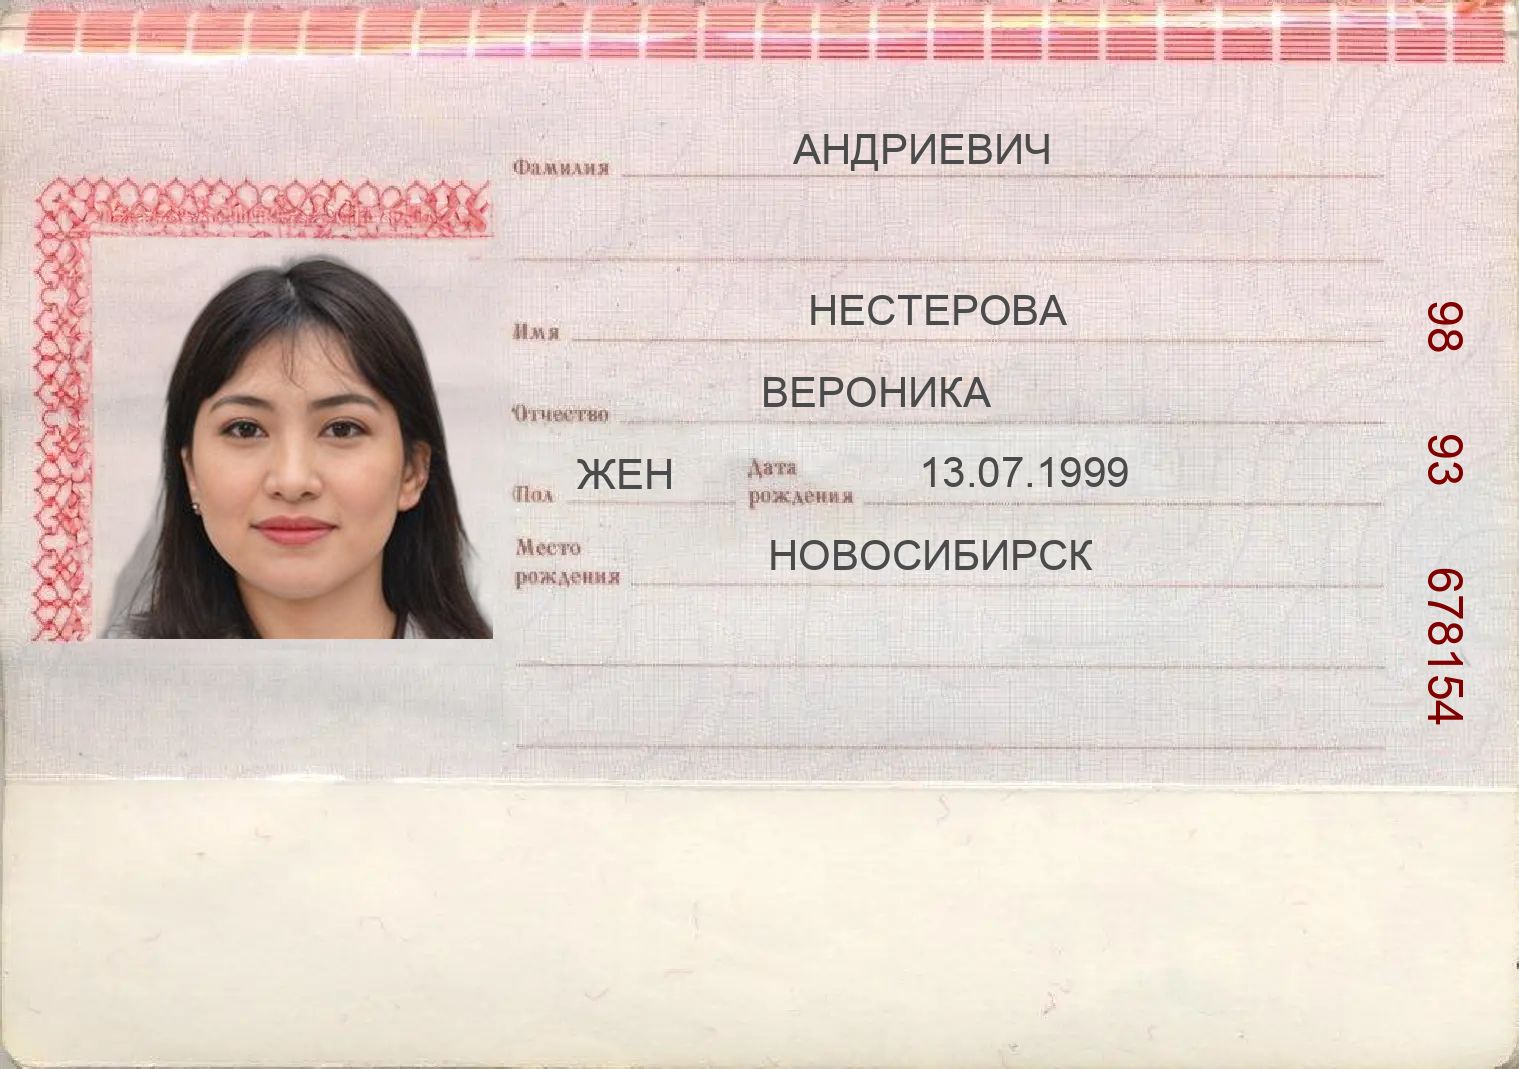 Фамилия АНДРИЕВИЧ
Имя НЕСТЕРОВА
Отчество ВЕРОНИКА
Пол ЖЕН Дата рождения 13.07.1999
Место рождения НОВОСИБИРСК
98 93 678154